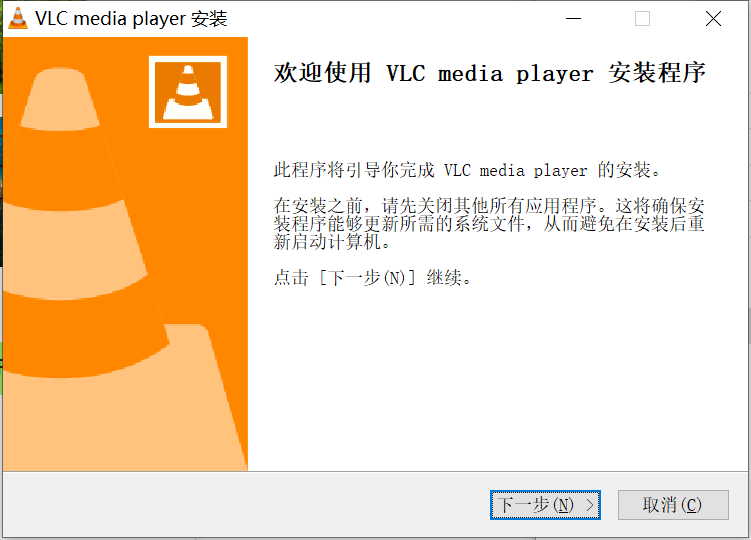 VLC media player 安装
欢迎使用 VLC media player 安装程序
此程序将引导你完成 VLC media player 的安装。
在安装之前，请先关闭其他所有应用程序。这将确保安
装程序能够更新所需的系统文件，从而避免在安装后重
新启动计算机。
点击 [下一步(N)] 继续。
下一步(N) >
取消(C)